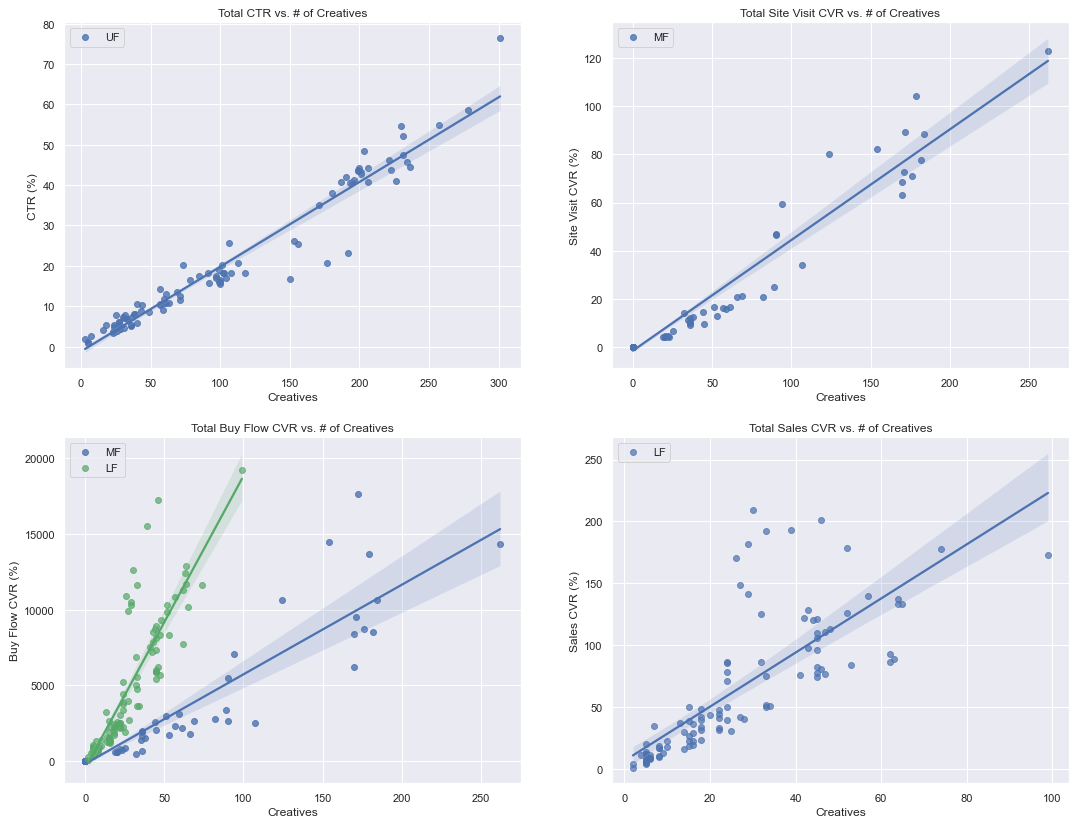 Total CTR vs. # of Creatives
UF
CTR (%)
80
70
60
50
40
30
20
10
0
0 50 100 150 200 250 300
Creatives
Total Site Visit CVR vs. # of Creatives
MF
Site Visit CVR (%)
120
100
80
60
40
20
0
0 50 100 150 200 250
Creatives
Total Buy Flow CVR vs. # of Creatives
MF
LF
Buy Flow CVR (%)
20000
15000
10000
5000
0
0 50 100 150 200 250
Creatives
Total Sales CVR vs. # of Creatives
LF
Sales CVR (%)
250
200
150
100
50
0
0 20 40 60 80 100
Creatives